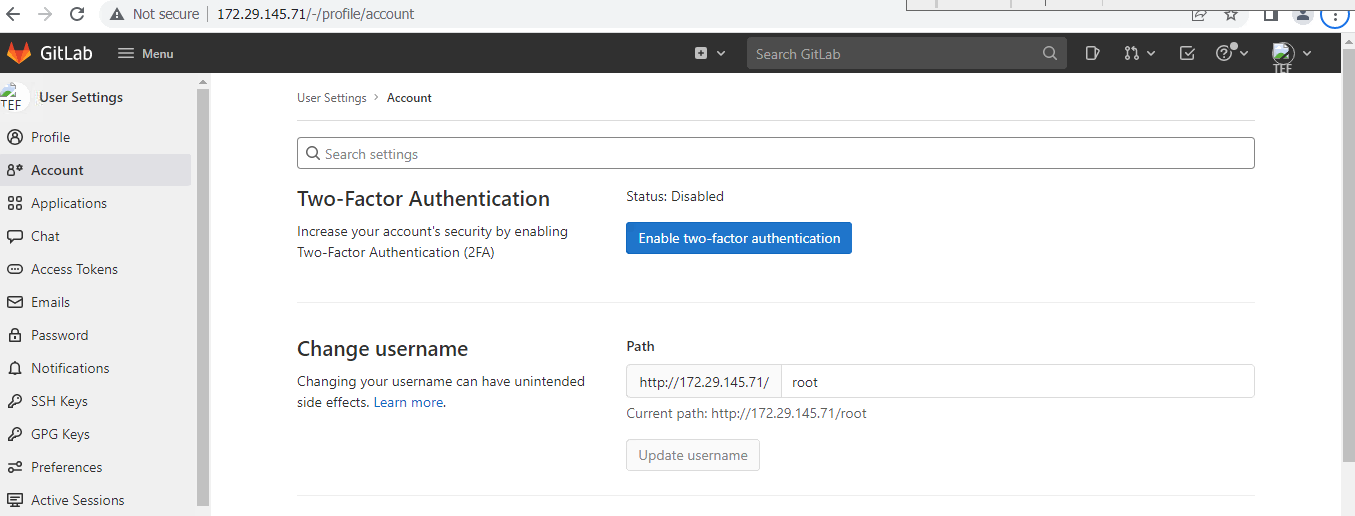 Not secure 172.29.145.71/-/profile/account
GitLab Menu Search GitLab
TEF
TEF User Settings
Profile
Account
Applications
Chat
Access Tokens
Emails
Password
Notifications
SSH Keys
GPG Keys
Preferences
Active Sessions
User Settings > Account
Search settings
Two-Factor Authentication
Increase your account's security by enabling
Two-Factor Authentication (2FA)
Status: Disabled
Enable two-factor authentication
Change username
Changing your username can have unintended
side effects. Learn more.
Path
http://172.29.145.71/ root
Current path: http://172.29.145.71/root
Update username